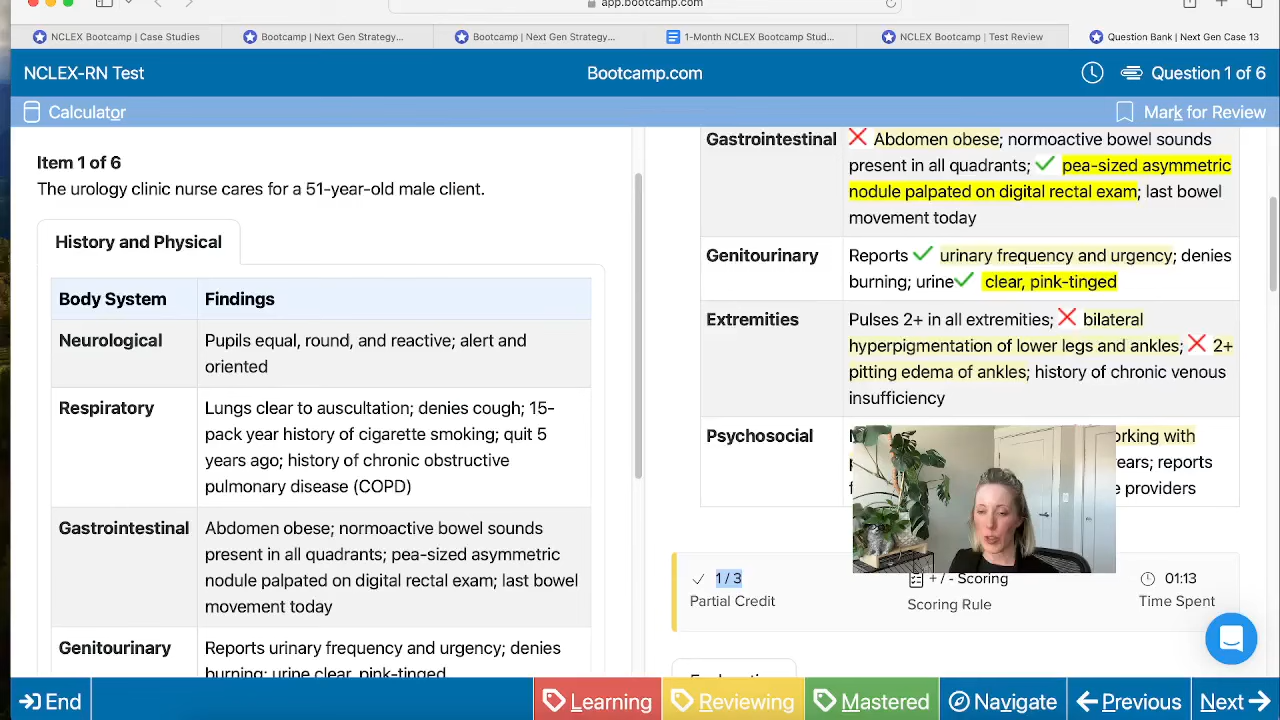 app.bootcamp.com
NCLEX Bootcamp | Case Studies
Bootcamp | Next Gen Strategy...
Bootcamp | Next Gen Strategy...
1-Month NCLEX Bootcamp Stud...
NCLEX Bootcamp | Test Review
Question Bank | Next Gen Case 13
NCLEX-RN Test
Bootcamp.com
Question 1 of 6
Calculator
Mark for Review
Item 1 of 6
The urology clinic nurse cares for a 51-year-old male client.
History and Physical
Body System
Findings
Neurological
Pupils equal, round, and reactive; alert and
oriented
Respiratory
Lungs clear to auscultation; denies cough; 15-
pack year history of cigarette smoking; quit 5
years ago; history of chronic obstructive
pulmonary disease (COPD)
Gastrointestinal
Abdomen obese; normoactive bowel sounds
present in all quadrants; pea-sized asymmetric
nodule palpated on digital rectal exam; last bowel
movement today
Genitourinary
Reports urinary frequency and urgency; denies
burning; urine clear, pink-tinged
Gastrointestinal
Abdomen obese; normoactive bowel sounds
present in all quadrants; pea-sized asymmetric
nodule palpated on digital rectal exam; last bowel
movement today
Genitourinary
Reports urinary frequency and urgency; denies
burning; urine clear, pink-tinged
Extremities
Pulses 2+ in all extremities; bilateral
hyperpigmentation of lower legs and ankles; 2+
pitting edema of ankles; history of chronic venous
insufficiency
Psychosocial
with
reports
providers
1 / 3
Partial Credit
+ / - Scoring
Scoring Rule
01:13
Time Spent
End
Learning
Reviewing
Mastered
Navigate
Previous
Next